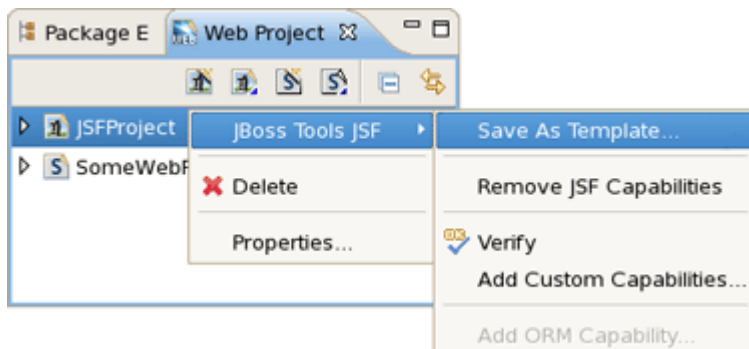 Package E Web Project
JSFProject JBoss Tools JSF Save As Template...
SomeWebP Delete Remove JSF Capabilities
Properties... Verify
Add Custom Capabilities...
Add ORM Capability...